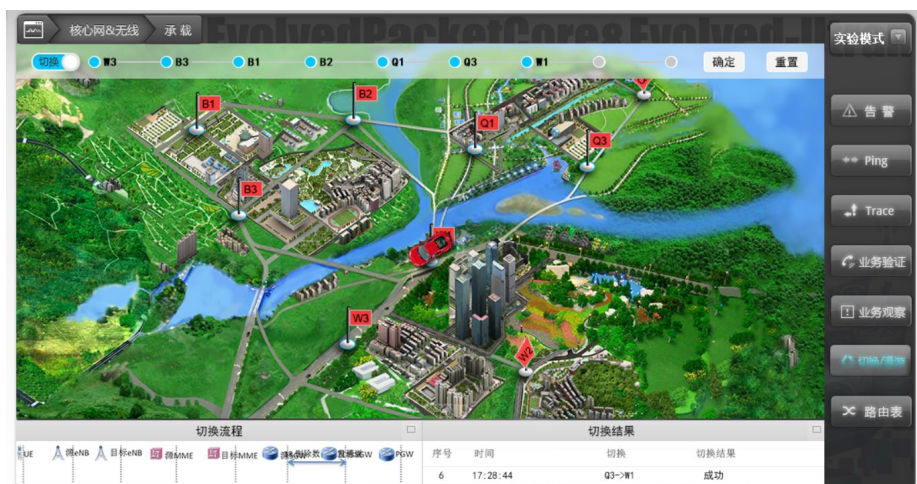 核心网&无线 承载
EvolvedPacketCore&Evolved-U
实验模式
切换 W3 B3 B1 B2 Q1 Q3 W1 确定 重置
B1
B2
Q1
Q3
B3
W3
W2
告警
Ping
Trace
业务验证
业务观察
切换/漫游
路由表
切换流程
UE 源eNB 目标eNB 源MME 目标MME PGW
切换结果
序号 时间 切换 切换结果
6 17:28:44 Q3->W1 成功